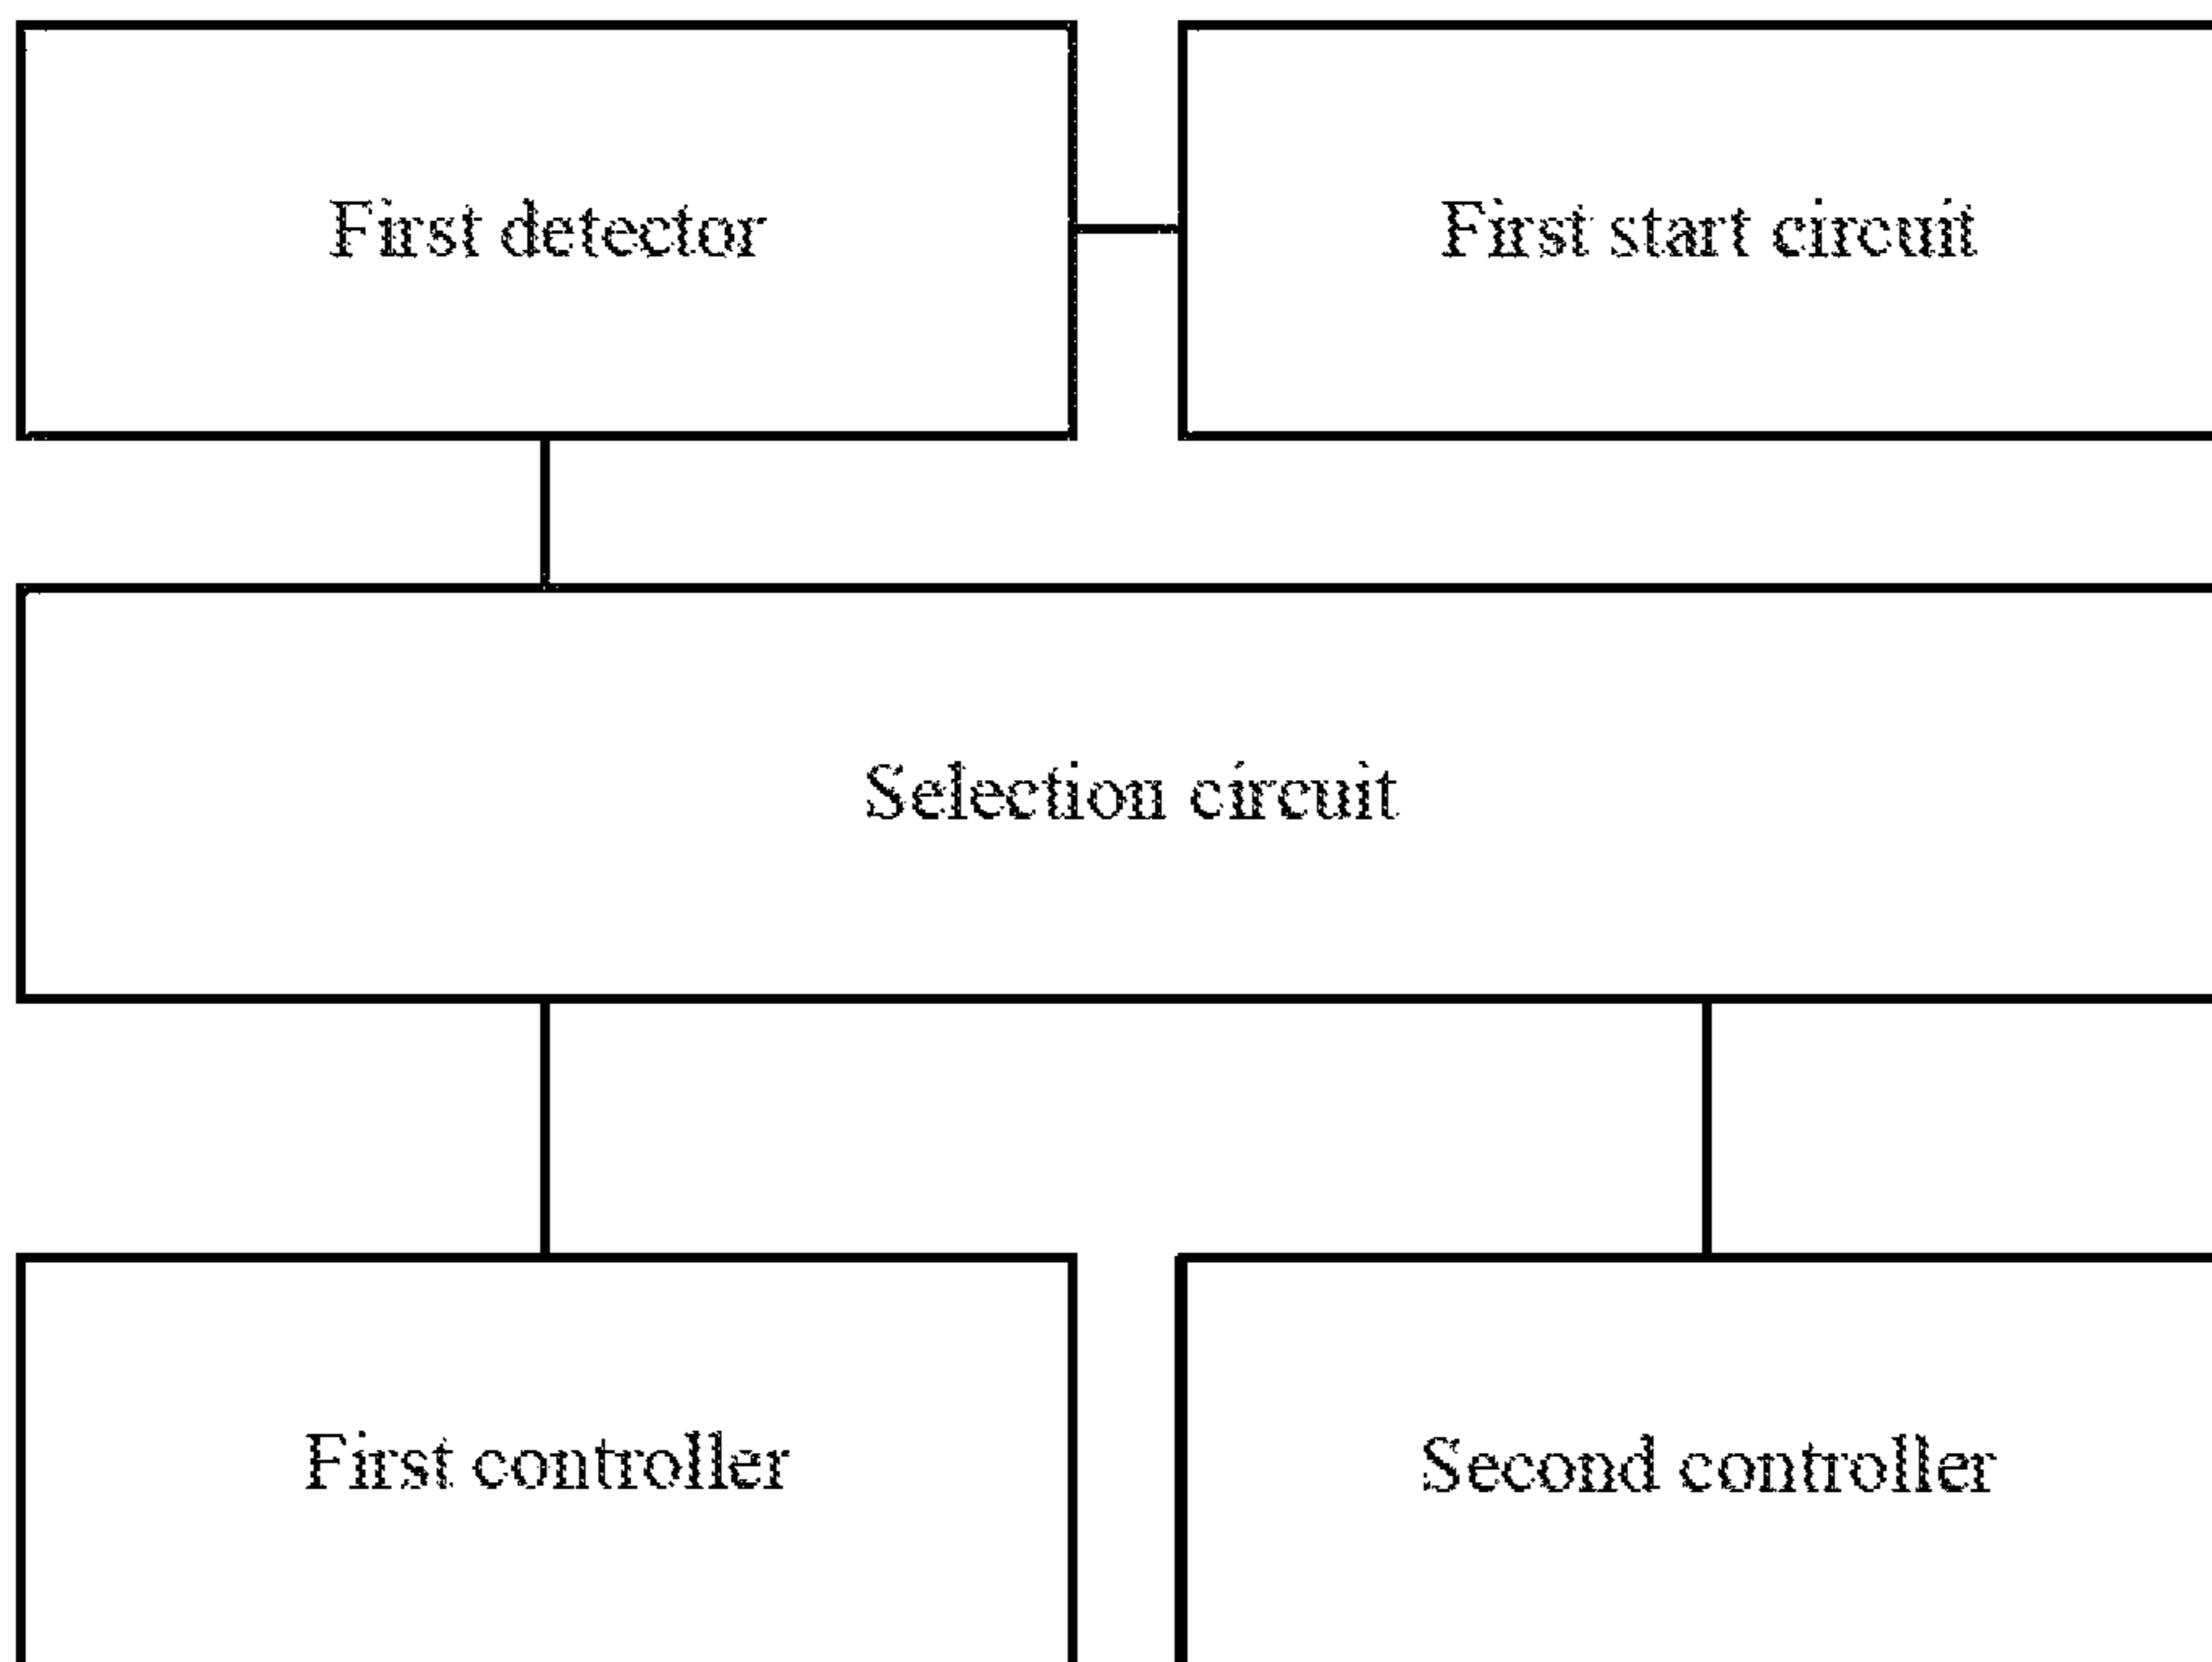 First detector
First start circuit
Selection circuit
First controller
Second controller